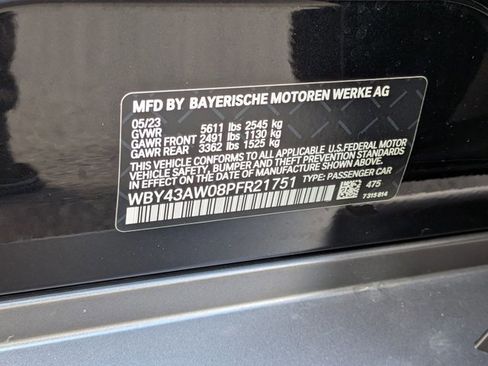 MFD BY BAYERISCHE MOTOREN WERKE AG
05/23
GVWR 5611 lbs 2545 kg
GAWR FRONT 2491 lbs 1130 kg
GAWR REAR 3362 lbs 1525 kg
THIS VEHICLE CONFORMS TO ALL APPLICABLE U.S. FEDERAL MOTOR
VEHICLE SAFETY, BUMPER, AND THEFT PREVENTION STANDARDS IN
EFFECT ON THE DATE OF MANUFACTURE SHOWN ABOVE.
WBY43AW08PFR21751 TYPE: PASSENGER CAR
475
7315814